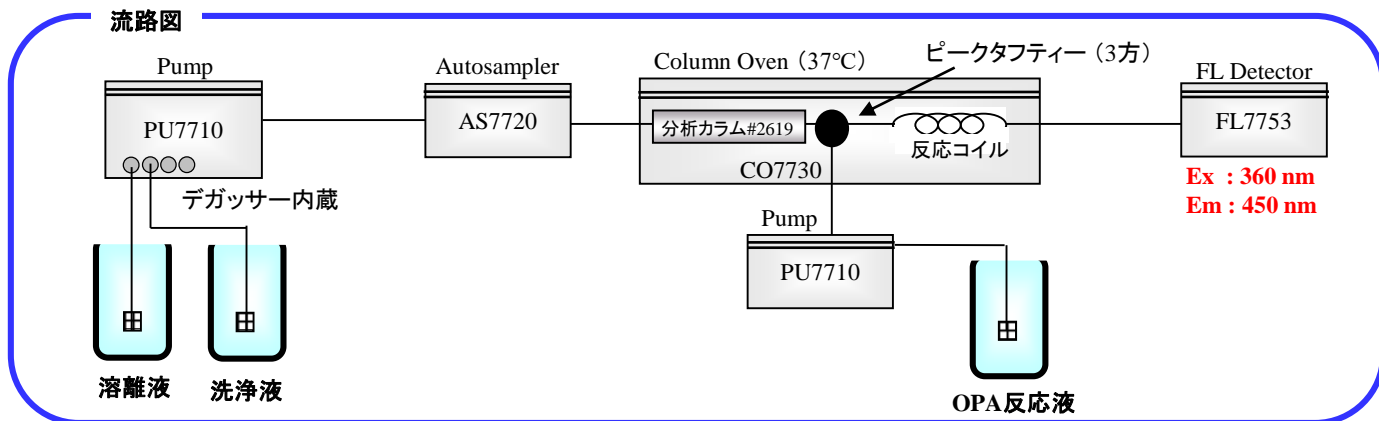 流路図
Pump
PU7710
デガッサー内蔵
溶離液
洗浄液
Autosampler
AS7720
Column Oven（37℃）
分析カラム#2619
ピークタフティー（3方）
反応コイル
CO7730
Pump
PU7710
OPA反応液
FL Detector
FL7753
Ex : 360 nm
Em : 450 nm